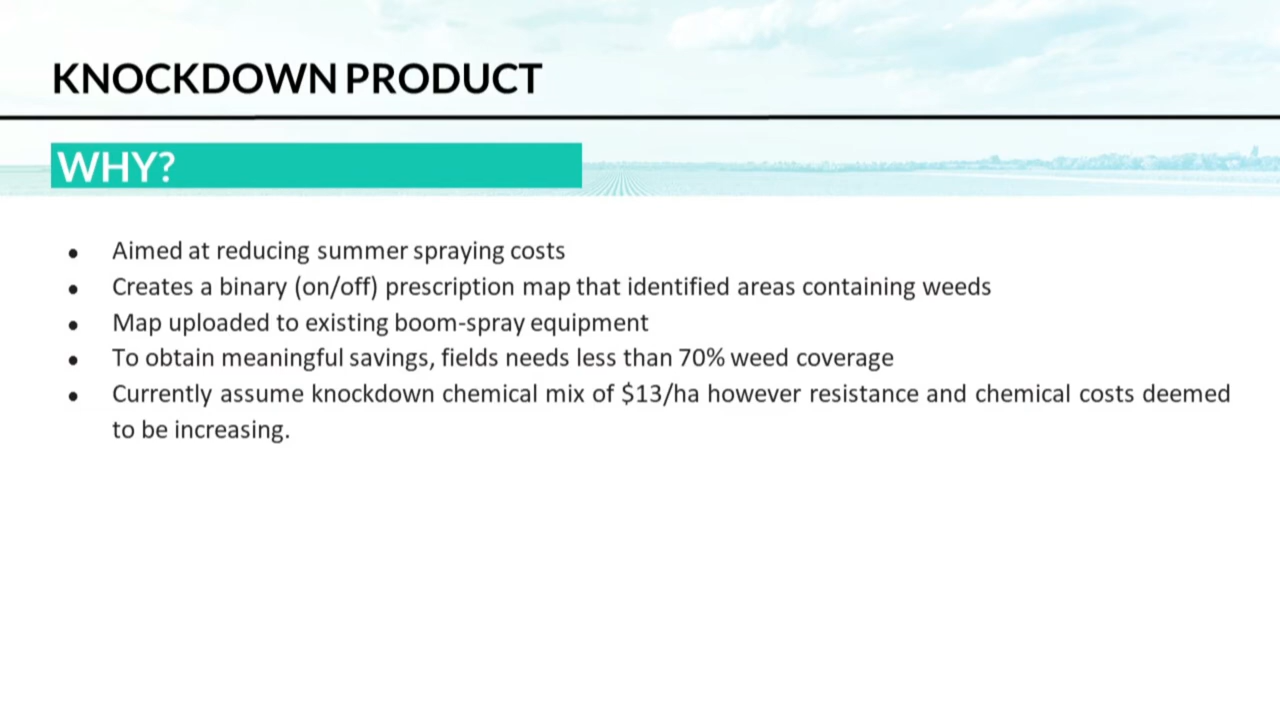 KNOCKDOWN PRODUCT
WHY?
• Aimed at reducing summer spraying costs
• Creates a binary (on/off) prescription map that identified areas containing weeds
• Map uploaded to existing boom-spray equipment
• To obtain meaningful savings, fields needs less than 70% weed coverage
• Currently assume knockdown chemical mix of $13/ha however resistance and chemical costs deemed
to be increasing.